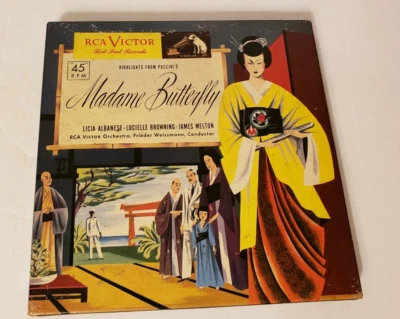 RCA VICTOR
Red Seal Records
45
RPM
HIGHLIGHTS FROM PUCCINI'S
Madame Butterfly
LICIA ALBANESE · LUCIELLE BROWNING · JAMES MELTON
RCA VICTOR Orchestra, Frieder Weissmann, Conductor